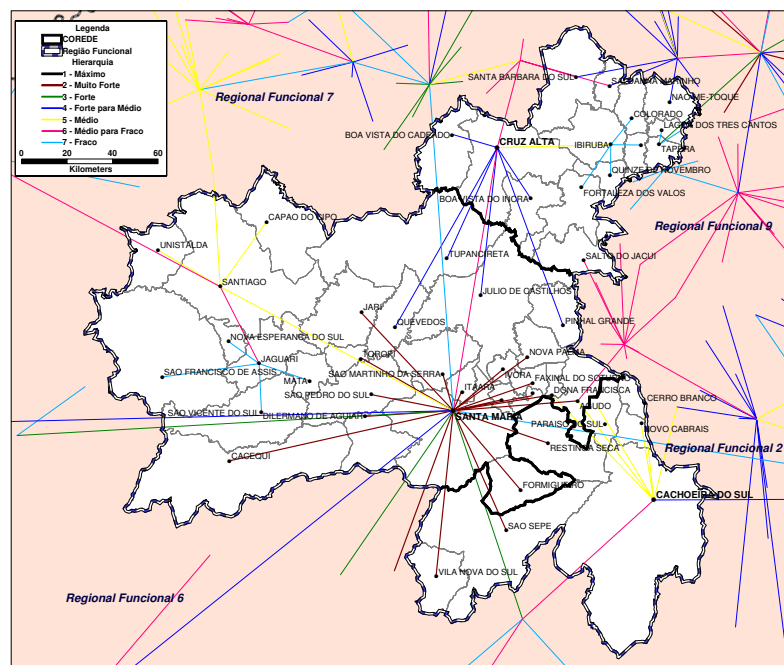 Legenda
COREDE
Região Funcional
Hierarquia
1 - Máximo
2 - Muito Forte
3 - Forte
4 - Forte para Médio
5 - Médio
6 - Médio para Fraco
7 - Fraco
0 20 40 60
Kilometers
Regional Funcional 7
SANTA BARBARA DO SUL
SALDANHA MARINHO
NAO-ME-TOQUE
COLORADO
LAGOA DOS TRES CANTOS
BOA VISTA DO CADEADO
CRUZ ALTA
IBIRUBA
TAPERA
QUINZE DE NOVEMBRO
FORTALEZA DOS VALOS
BOA VISTA DO INCRA
Regional Funcional 9
CAPAO DO CIPO
UNISTALDA
TUPANCIRETA
SALTO DO JACUI
SANTIAGO
JULIO DE CASTILHOS
JARI
QUEVEDOS
PINHAL GRANDE
NOVA ESPERANCA DO SUL
TOROPI
NOVA PALMA
JAGUARI
SAO FRANCISCO DE ASSIS
MATA
SAO MARTINHO DA SERRA
IVORA
FAXINAL DO SOTURNO
ITAARA
DONA FRANCISCA
SAO PEDRO DO SUL
CERRO BRANCO
AGUDO
SAO VICENTE DO SUL
DILERMANO DE AGUIAR
SANTA MARIA
PARAISO DO SUL
NOVO CABRAIS
RESTINGA SECA
Regional Funcional 2
CACEQUI
FORMIGUEIRO
CACHOEIRA DO SUL
SAO SEPE
VILA NOVA DO SUL
Regional Funcional 6